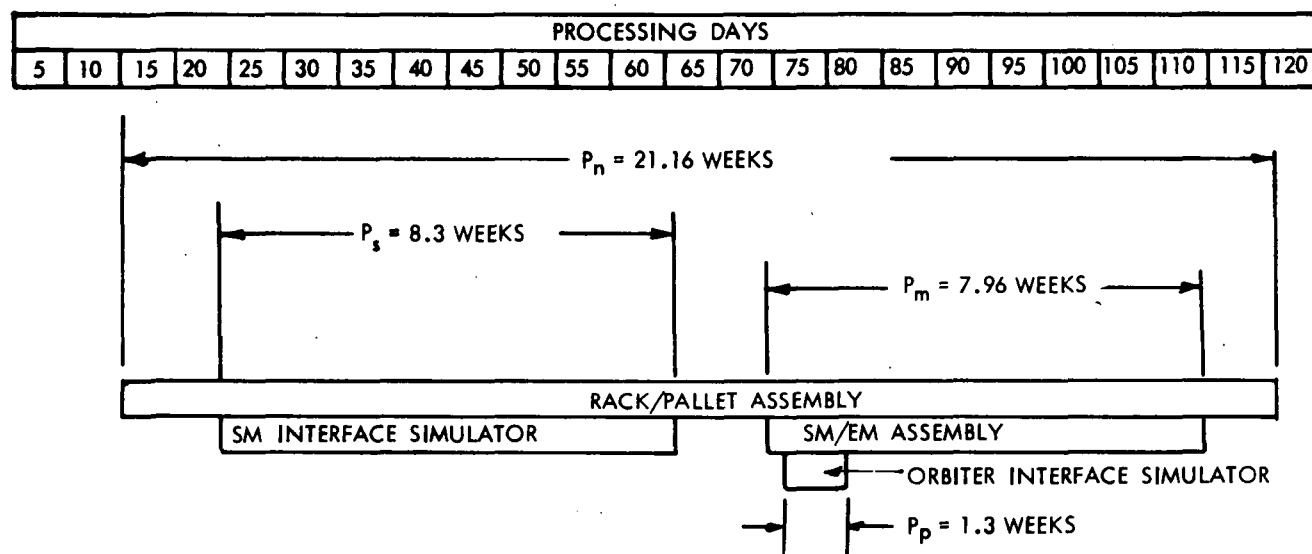 PROCESSING DAYS
5 10 15 20 25 30 35 40 45 50 55 60 65 70 75 80 85 90 95 100 105 110 115 120
Pn = 21.16 WEEKS
Ps = 8.3 WEEKS
Pm = 7.96 WEEKS
RACK/PALLET ASSEMBLY
SM INTERFACE SIMULATOR
SM/EM ASSEMBLY
ORBITER INTERFACE SIMULATOR
Pp = 1.3 WEEKS